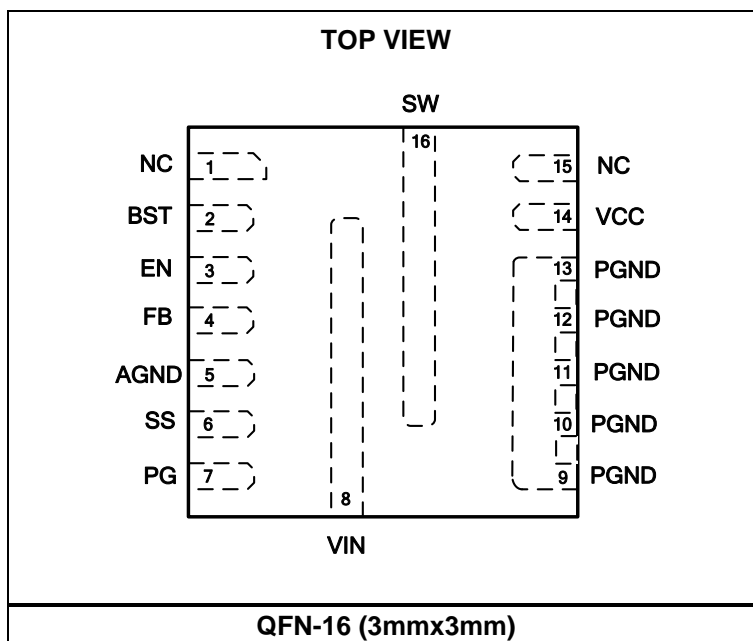 TOP VIEW
SW
16
NC 1 15 NC
BST 2 14 VCC
EN 3 13 PGND
FB 4 12 PGND
AGND 5 11 PGND
SS 6 10 PGND
PG 7 9 PGND
8
VIN
QFN-16 (3mmx3mm)